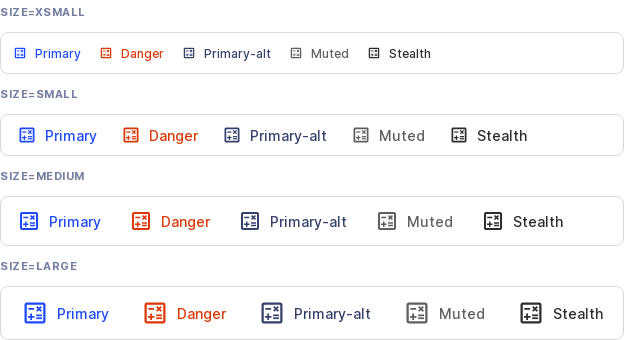 SIZE=XSMALL
Primary Danger Primary-alt Muted Stealth
SIZE=SMALL
Primary Danger Primary-alt Muted Stealth
SIZE=MEDIUM
Primary Danger Primary-alt Muted Stealth
SIZE=LARGE
Primary Danger Primary-alt Muted Stealth